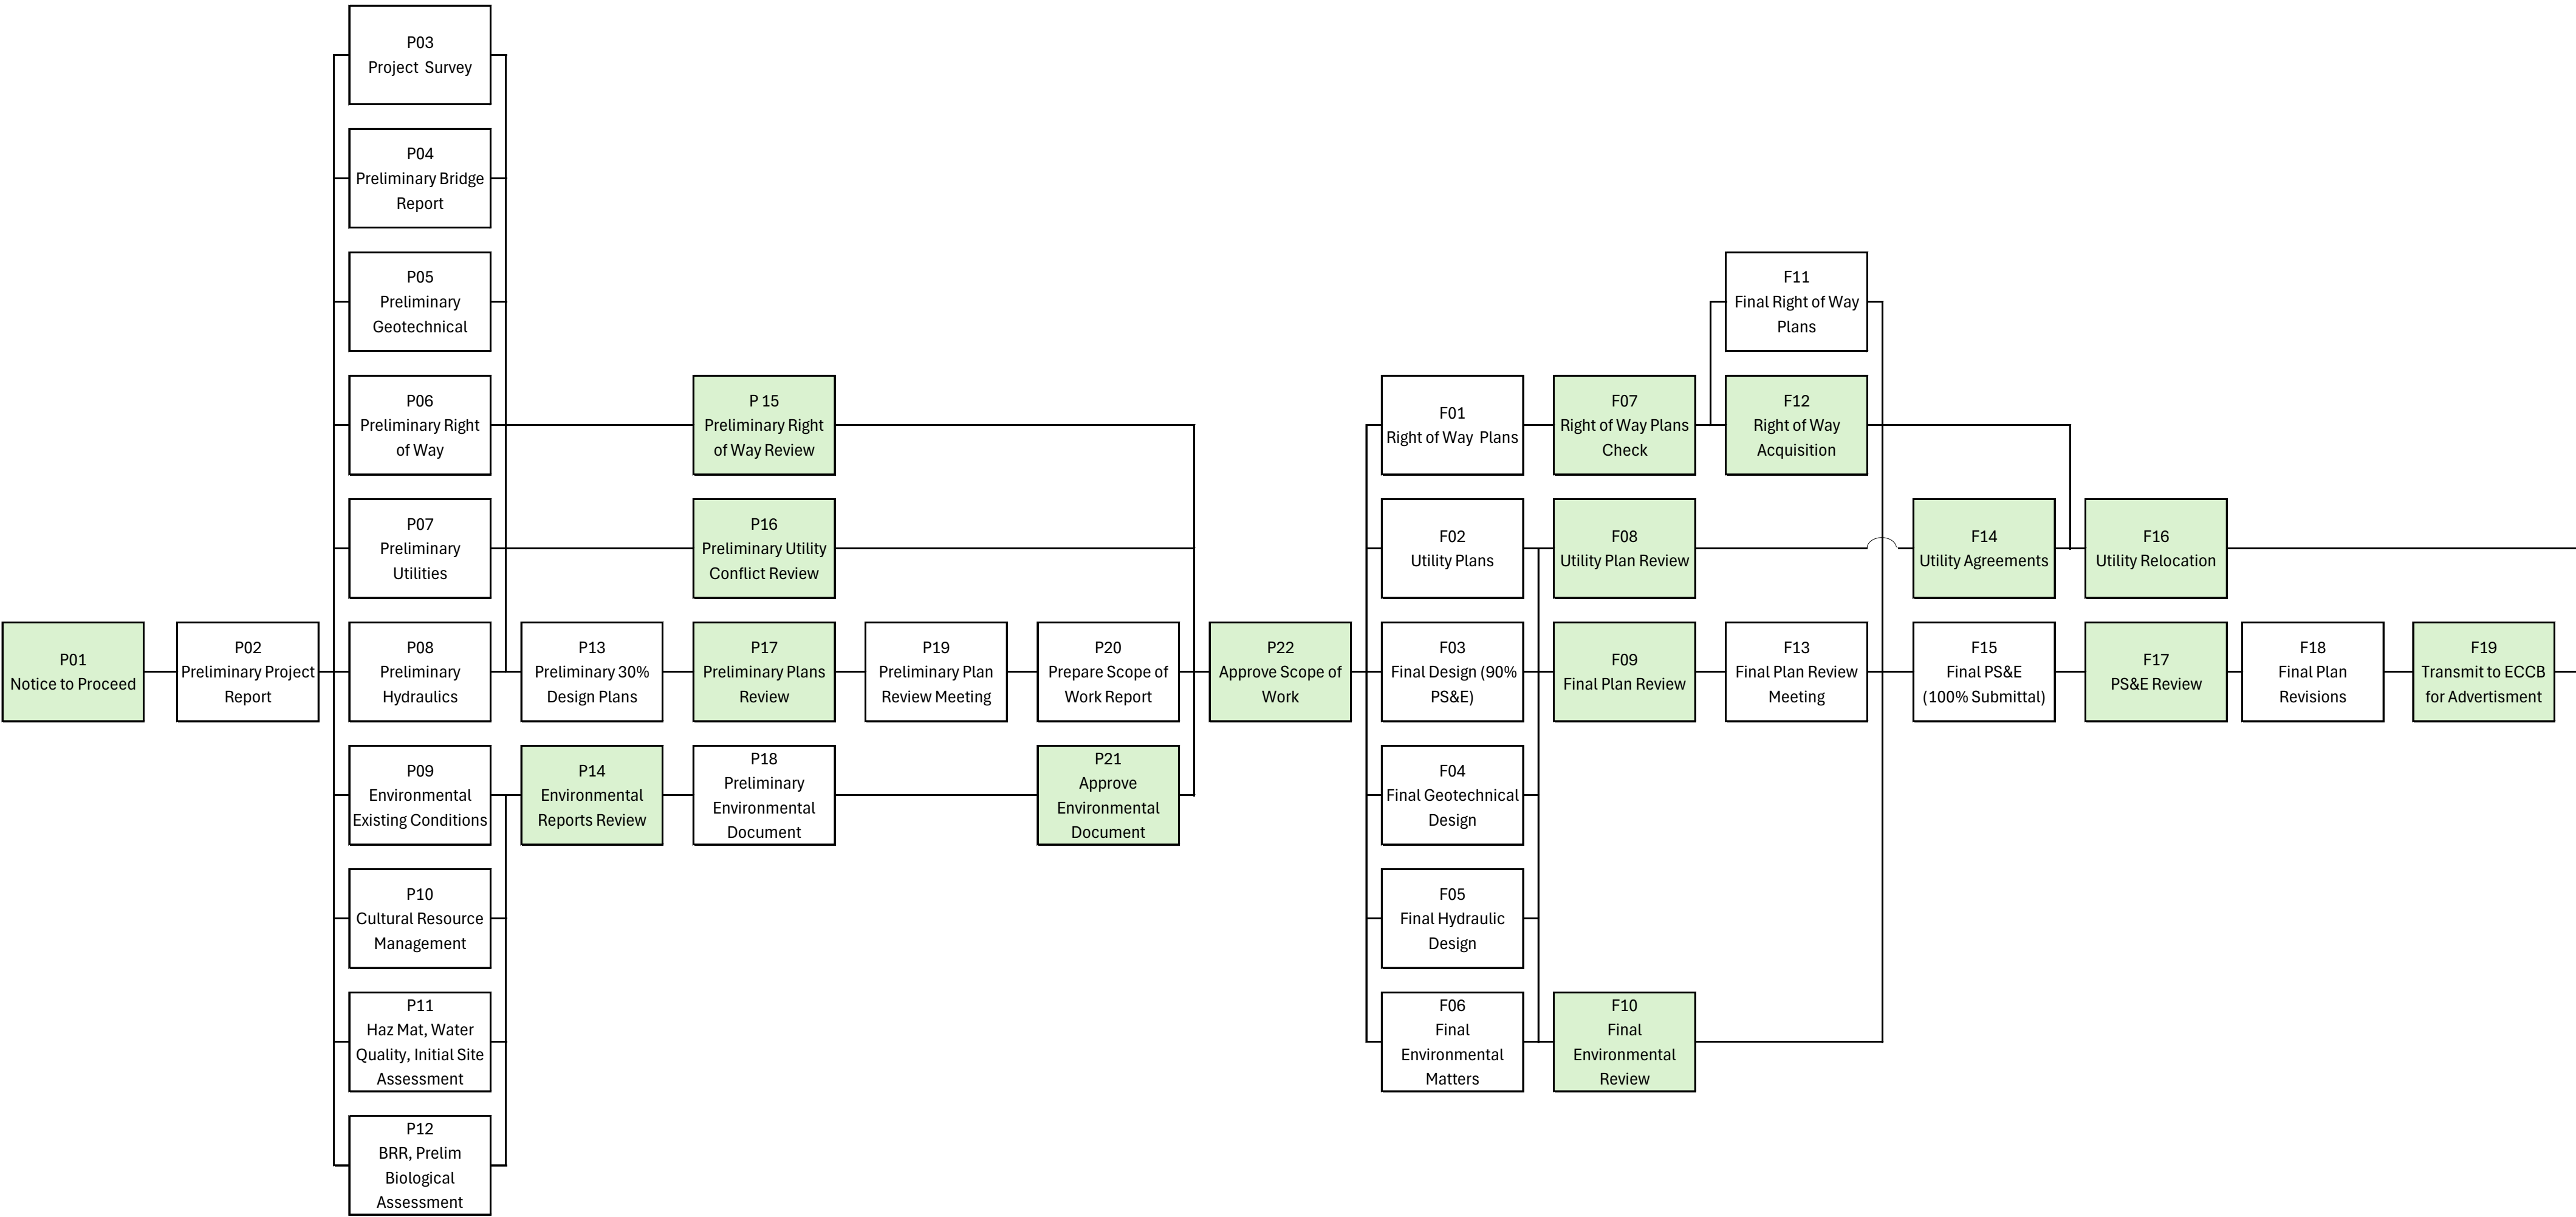 P03
Project Survey
P04
Preliminary Bridge
Report
P05
Preliminary
Geotechnical
P06
Preliminary Right
of Way
P07
Preliminary
Utilities
P01
Notice to Proceed
P02
Preliminary Project
Report
P08
Preliminary
Hydraulics
P09
Environmental
Existing Conditions
P10
Cultural Resource
Management
P11
Haz Mat, Water
Quality, Initial Site
Assessment
P12
BRR, Prelim
Biological
Assessment
P13
Preliminary 30%
Design Plans
P14
Environmental
Reports Review
P 15
Preliminary Right
of Way Review
P16
Preliminary Utility
Conflict Review
P17
Preliminary Plans
Review
P18
Preliminary
Environmental
Document
P19
Preliminary Plan
Review Meeting
P20
Prepare Scope of
Work Report
P21
Approve
Environmental
Document
P22
Approve Scope of
Work
F01
Right of Way Plans
F02
Utility Plans
F03
Final Design (90%
PS&E)
F04
Final Geotechnical
Design
F05
Final Hydraulic
Design
F06
Final
Environmental
Matters
F07
Right of Way Plans
Check
F08
Utility Plan Review
F09
Final Plan Review
F10
Final
Environmental
Review
F11
Final Right of Way
Plans
F12
Right of Way
Acquisition
F13
Final Plan Review
Meeting
F14
Utility Agreements
F15
Final PS&E
(100% Submittal)
F16
Utility Relocation
F17
PS&E Review
F18
Final Plan
Revisions
F19
Transmit to ECCB
for Advertisment